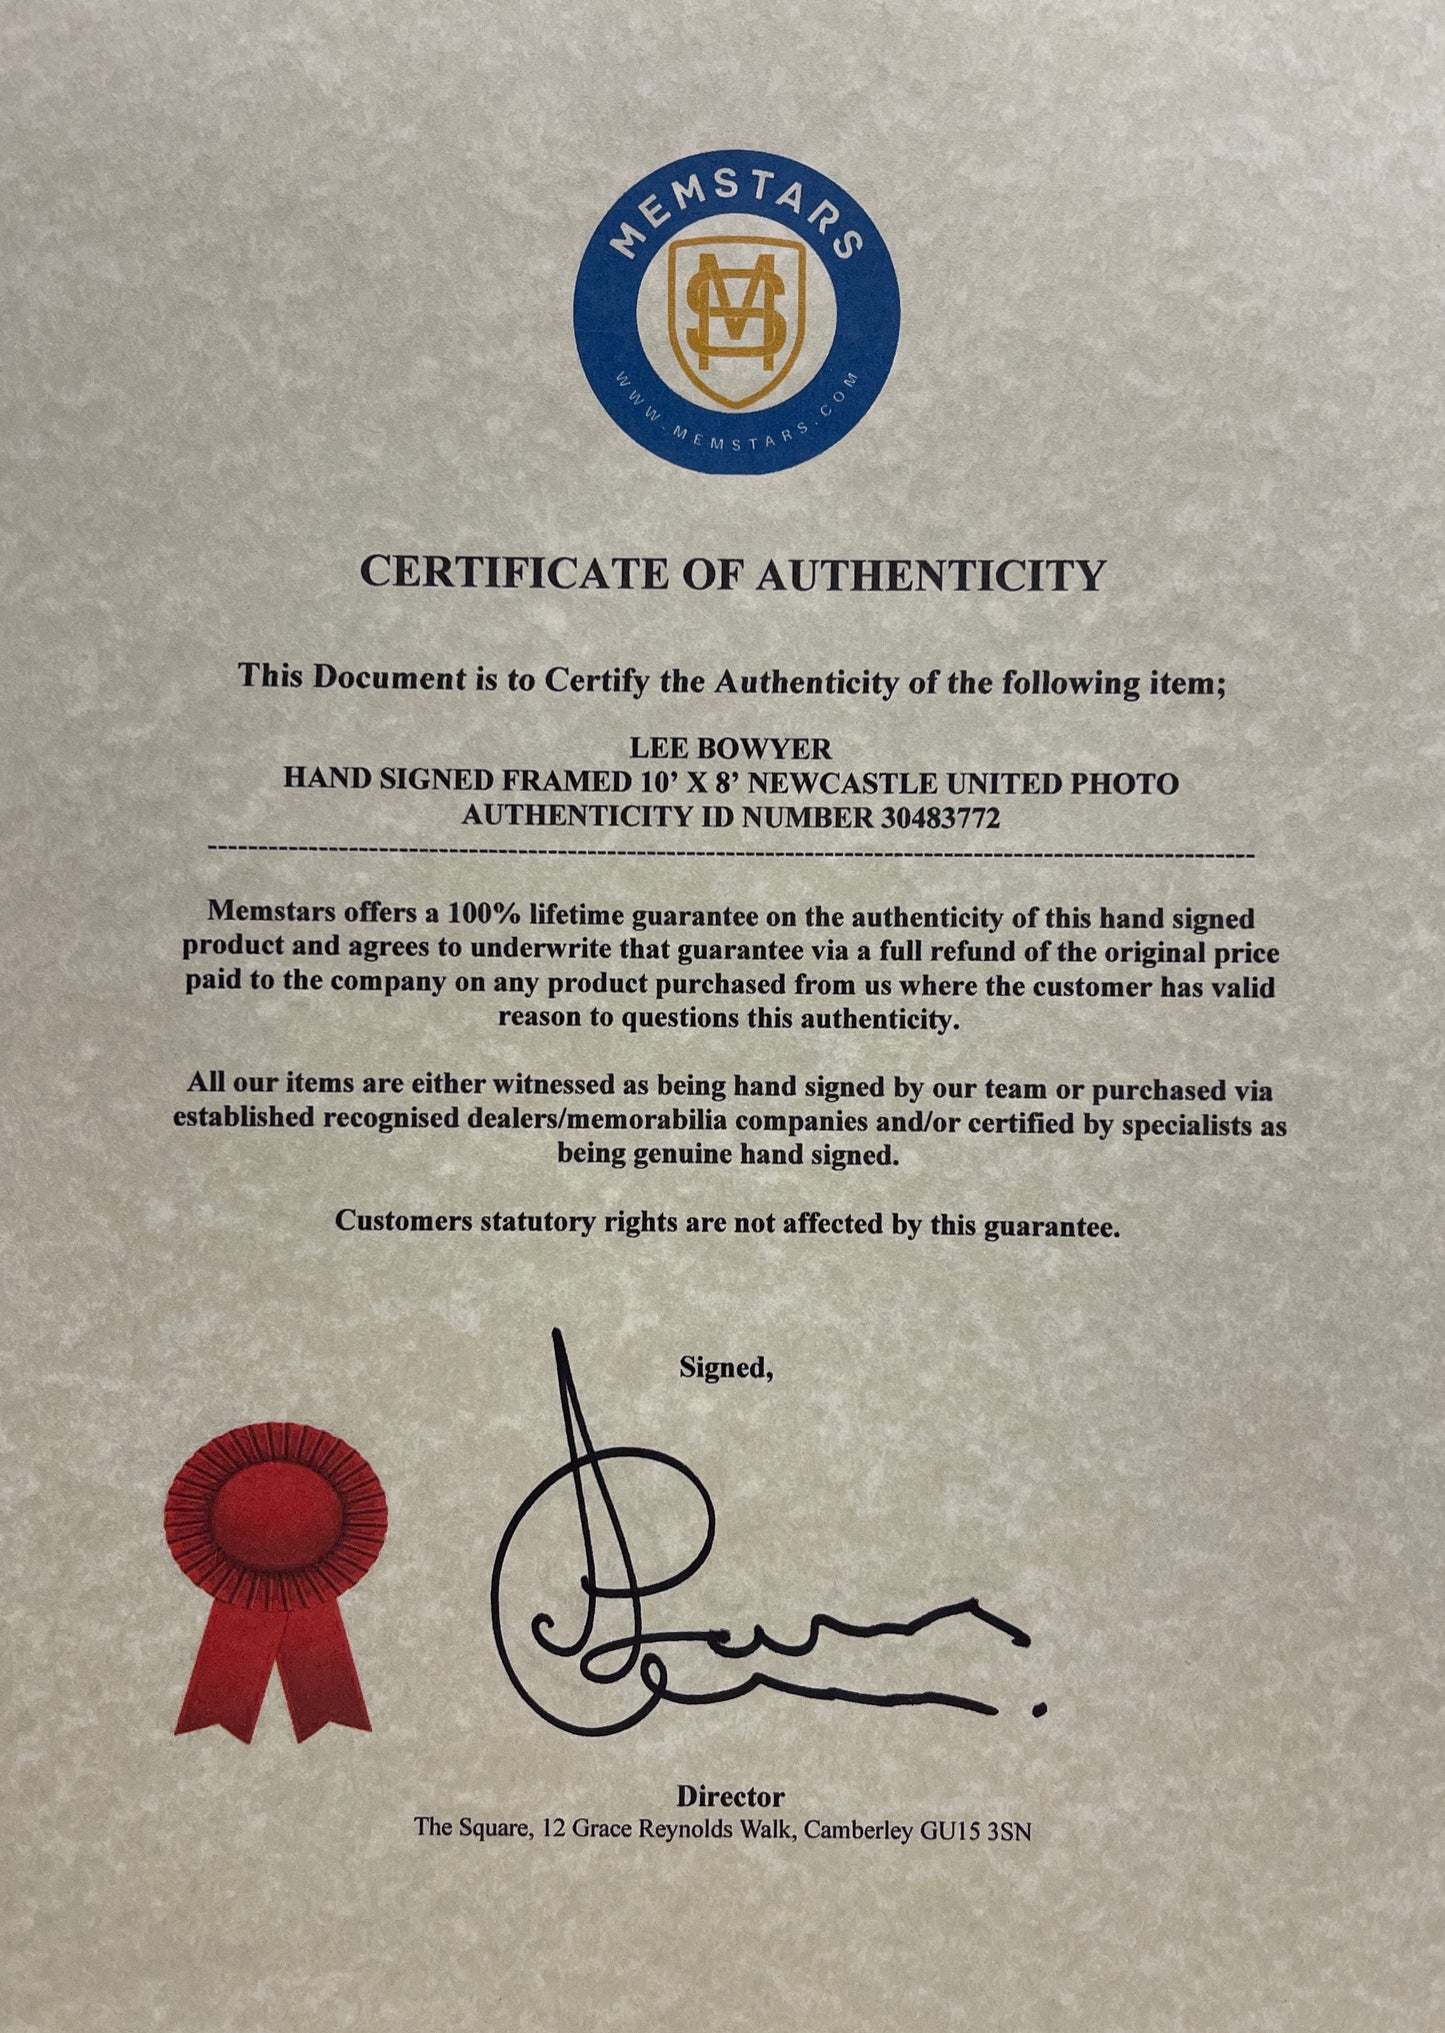 MEMSTARS
WWW.MEMSTARS.COM
CERTIFICATE OF AUTHENTICITY
This Document is to Certify the Authenticity of the following item;
LEE BOWYER
HAND SIGNED FRAMED 10’ X 8’ NEWCASTLE UNITED PHOTO
AUTHENTICITY ID NUMBER 30483772
Memstars offers a 100% lifetime guarantee on the authenticity of this hand signed
product and agrees to underwrite that guarantee via a full refund of the original price
paid to the company on any product purchased from us where the customer has valid
reason to questions this authenticity.
All our items are either witnessed as being hand signed by our team or purchased via
established recognised dealers/memorabilia companies and/or certified by specialists as
being genuine hand signed.
Customers statutory rights are not affected by this guarantee.
Signed,
Director
The Square, 12 Grace Reynolds Walk, Camberley GU15 3SN